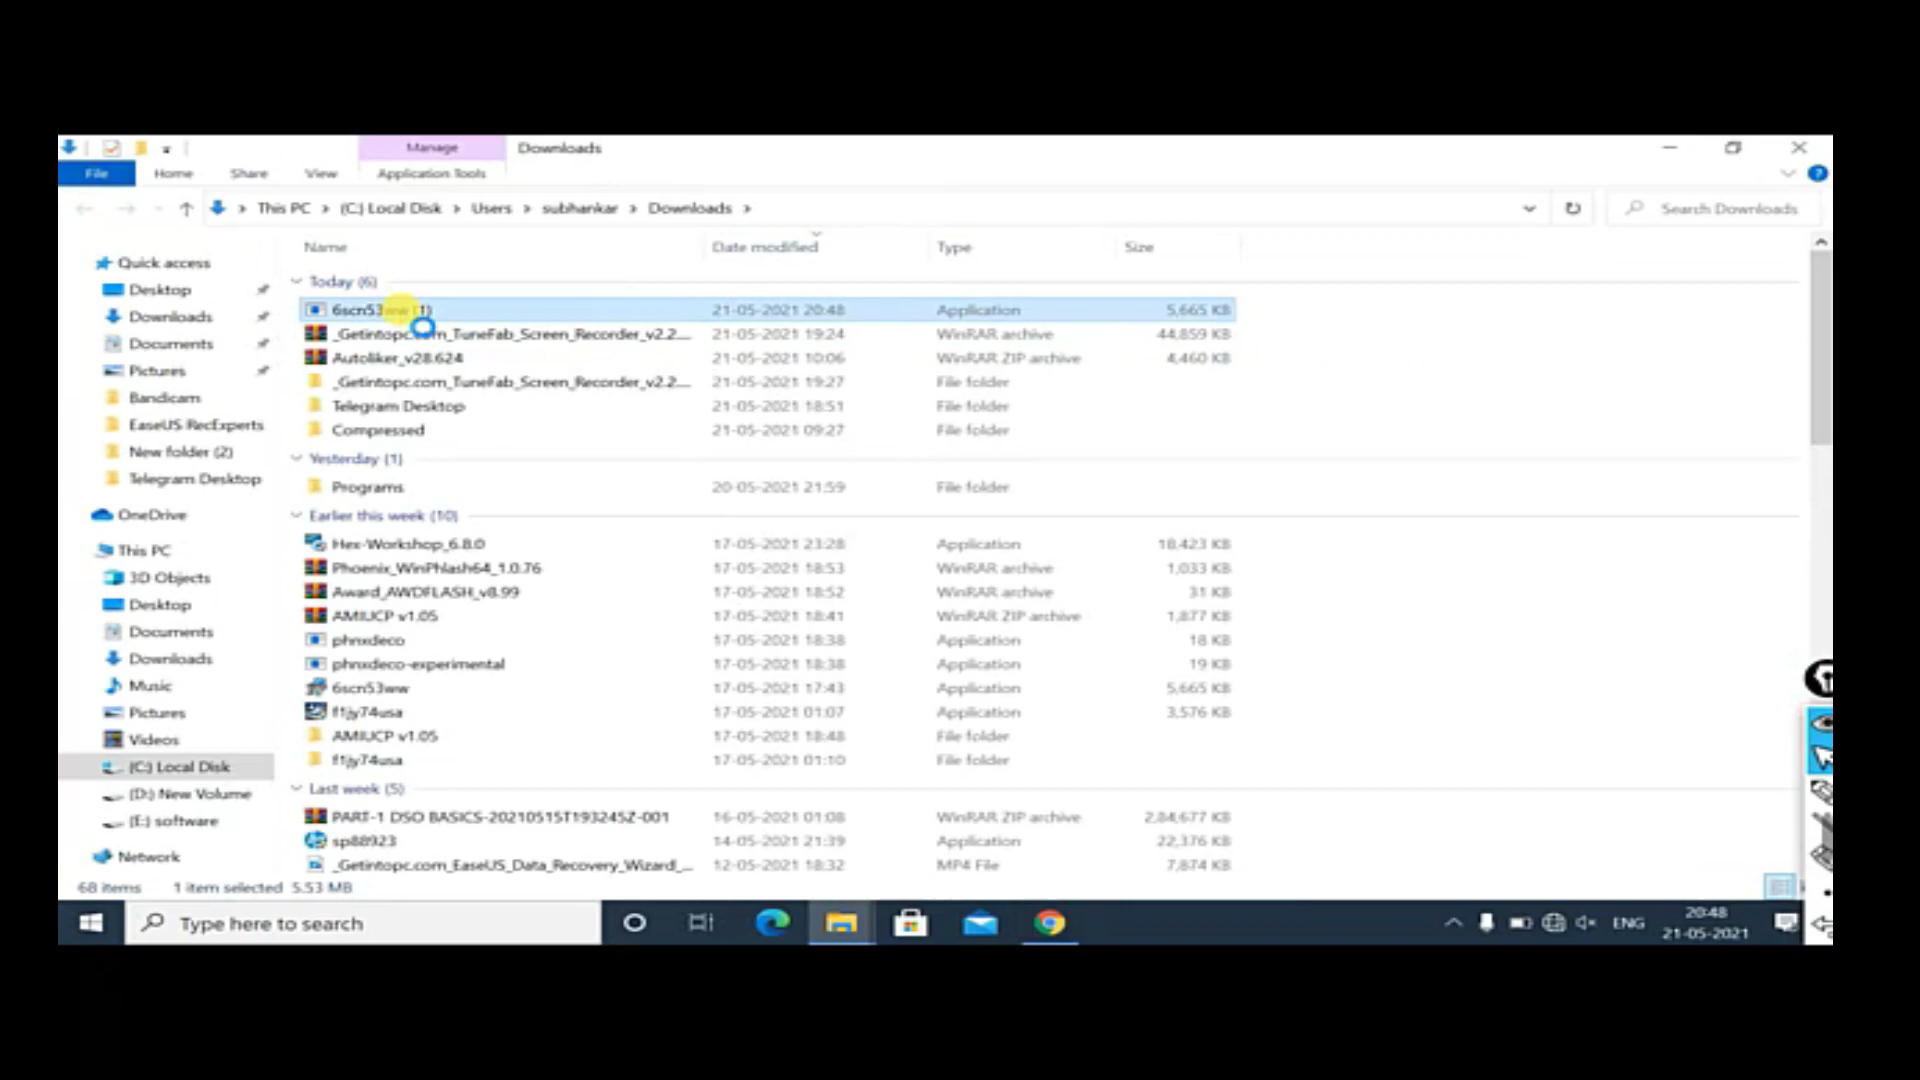 Manage Downloads
File Home Share View Application Tools
This PC > (C:) Local Disk > Users > subhankar > Downloads >
Search Downloads
Name Date modified Type Size
Quick access
Desktop
Downloads
Documents
Pictures
Bandicam
EaseUS RecExperts
New folder (2)
Telegram Desktop
OneDrive
This PC
3D Objects
Desktop
Documents
Downloads
Music
Pictures
Videos
(C:) Local Disk
(D:) New Volume
(E:) software
Network
Today (6)
6scn53ww (1) 21-05-2021 20:48 Application 5,665 KB
_Getintopc.com_TuneFab_Screen_Recorder_v2.2... 21-05-2021 19:24 WinRAR archive 44,859 KB
Autoliker_v28.624 21-05-2021 10:06 WinRAR ZIP archive 4,460 KB
_Getintopc.com_TuneFab_Screen_Recorder_v2.2... 21-05-2021 19:27 File folder
Telegram Desktop 21-05-2021 18:51 File folder
Compressed 21-05-2021 09:27 File folder
Yesterday (1)
Programs 20-05-2021 21:59 File folder
Earlier this week (10)
Hex-Workshop_6.8.0 17-05-2021 23:28 Application 18,423 KB
Phoenix_WinPhlash64_1.0.76 17-05-2021 18:53 WinRAR archive 1,033 KB
Award_AWDFLASH_v8.99 17-05-2021 18:52 WinRAR archive 31 KB
AMIUCP v1.05 17-05-2021 18:41 WinRAR ZIP archive 1,877 KB
phnxdeco 17-05-2021 18:38 Application 18 KB
phnxdeco-experimental 17-05-2021 18:38 Application 19 KB
6scn53ww 17-05-2021 17:43 Application 5,665 KB
f1jy74usa 17-05-2021 01:07 Application 3,576 KB
AMIUCP v1.05 17-05-2021 18:48 File folder
f1jy74usa 17-05-2021 01:10 File folder
Last week (5)
PART-1 DSO BASICS-20210515T193245Z-001 16-05-2021 01:08 WinRAR ZIP archive 2,84,677 KB
sp88923 14-05-2021 21:39 Application 22,376 KB
_Getintopc.com_EaseUS_Data_Recovery_Wizard_... 12-05-2021 18:32 MP4 File 7,874 KB
68 items 1 item selected 5.53 MB
Type here to search
ENG
20:48
21-05-2021